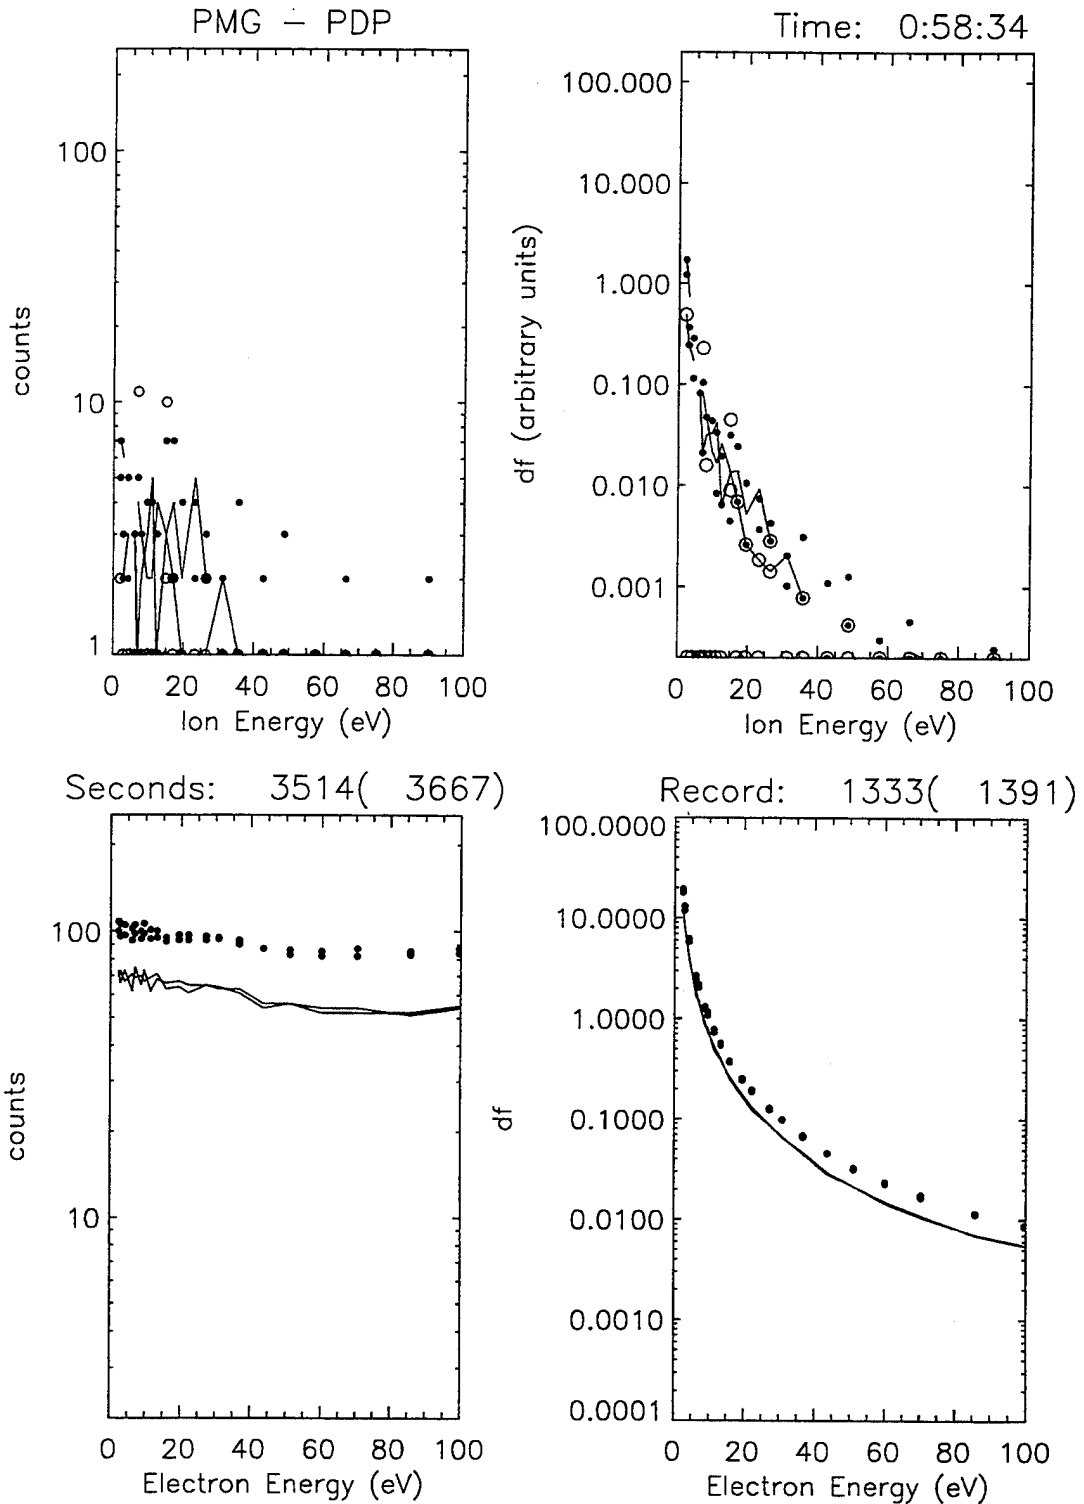 PMG – PDP
Time: 0:58:34
100
10
1
counts
0 20 40 60 80 100
Ion Energy (eV)
100.000
10.000
1.000
0.100
0.010
0.001
df (arbitrary units)
0 20 40 60 80 100
Ion Energy (eV)
Seconds: 3514( 3667)
Record: 1333( 1391)
100
10
counts
0 20 40 60 80 100
Electron Energy (eV)
100.0000
10.0000
1.0000
0.1000
0.0100
0.0010
0.0001
df
0 20 40 60 80 100
Electron Energy (eV)